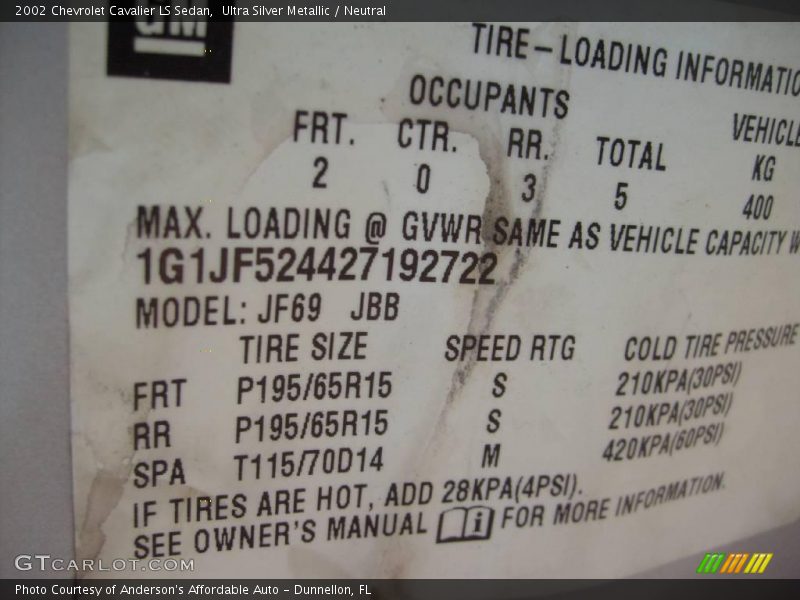 2002 Chevrolet Cavalier LS Sedan,  Ultra Silver Metallic / Neutral
GM
TIRE-LOADING INFORMATIO
OCCUPANTS
VEHICLE
FRT. CTR. RR. TOTAL KG
2 0 3 5 400
MAX. LOADING @ GVWR SAME AS VEHICLE CAPACITY W
1G1JF524427192722
MODEL: JF69 JBB
TIRE SIZE SPEED RTG COLD TIRE PRESSURE
FRT P195/65R15 S 210KPA(30PSI)
RR P195/65R15 S 210KPA(30PSI)
SPA T115/70D14 M 420KPA(60PSI)
IF TIRES ARE HOT, ADD 28KPA(4PSI).
SEE OWNER'S MANUAL i FOR MORE INFORMATION.
GTCARLOT.COM
Photo Courtesy of Anderson's Affordable Auto - Dunnellon, FL